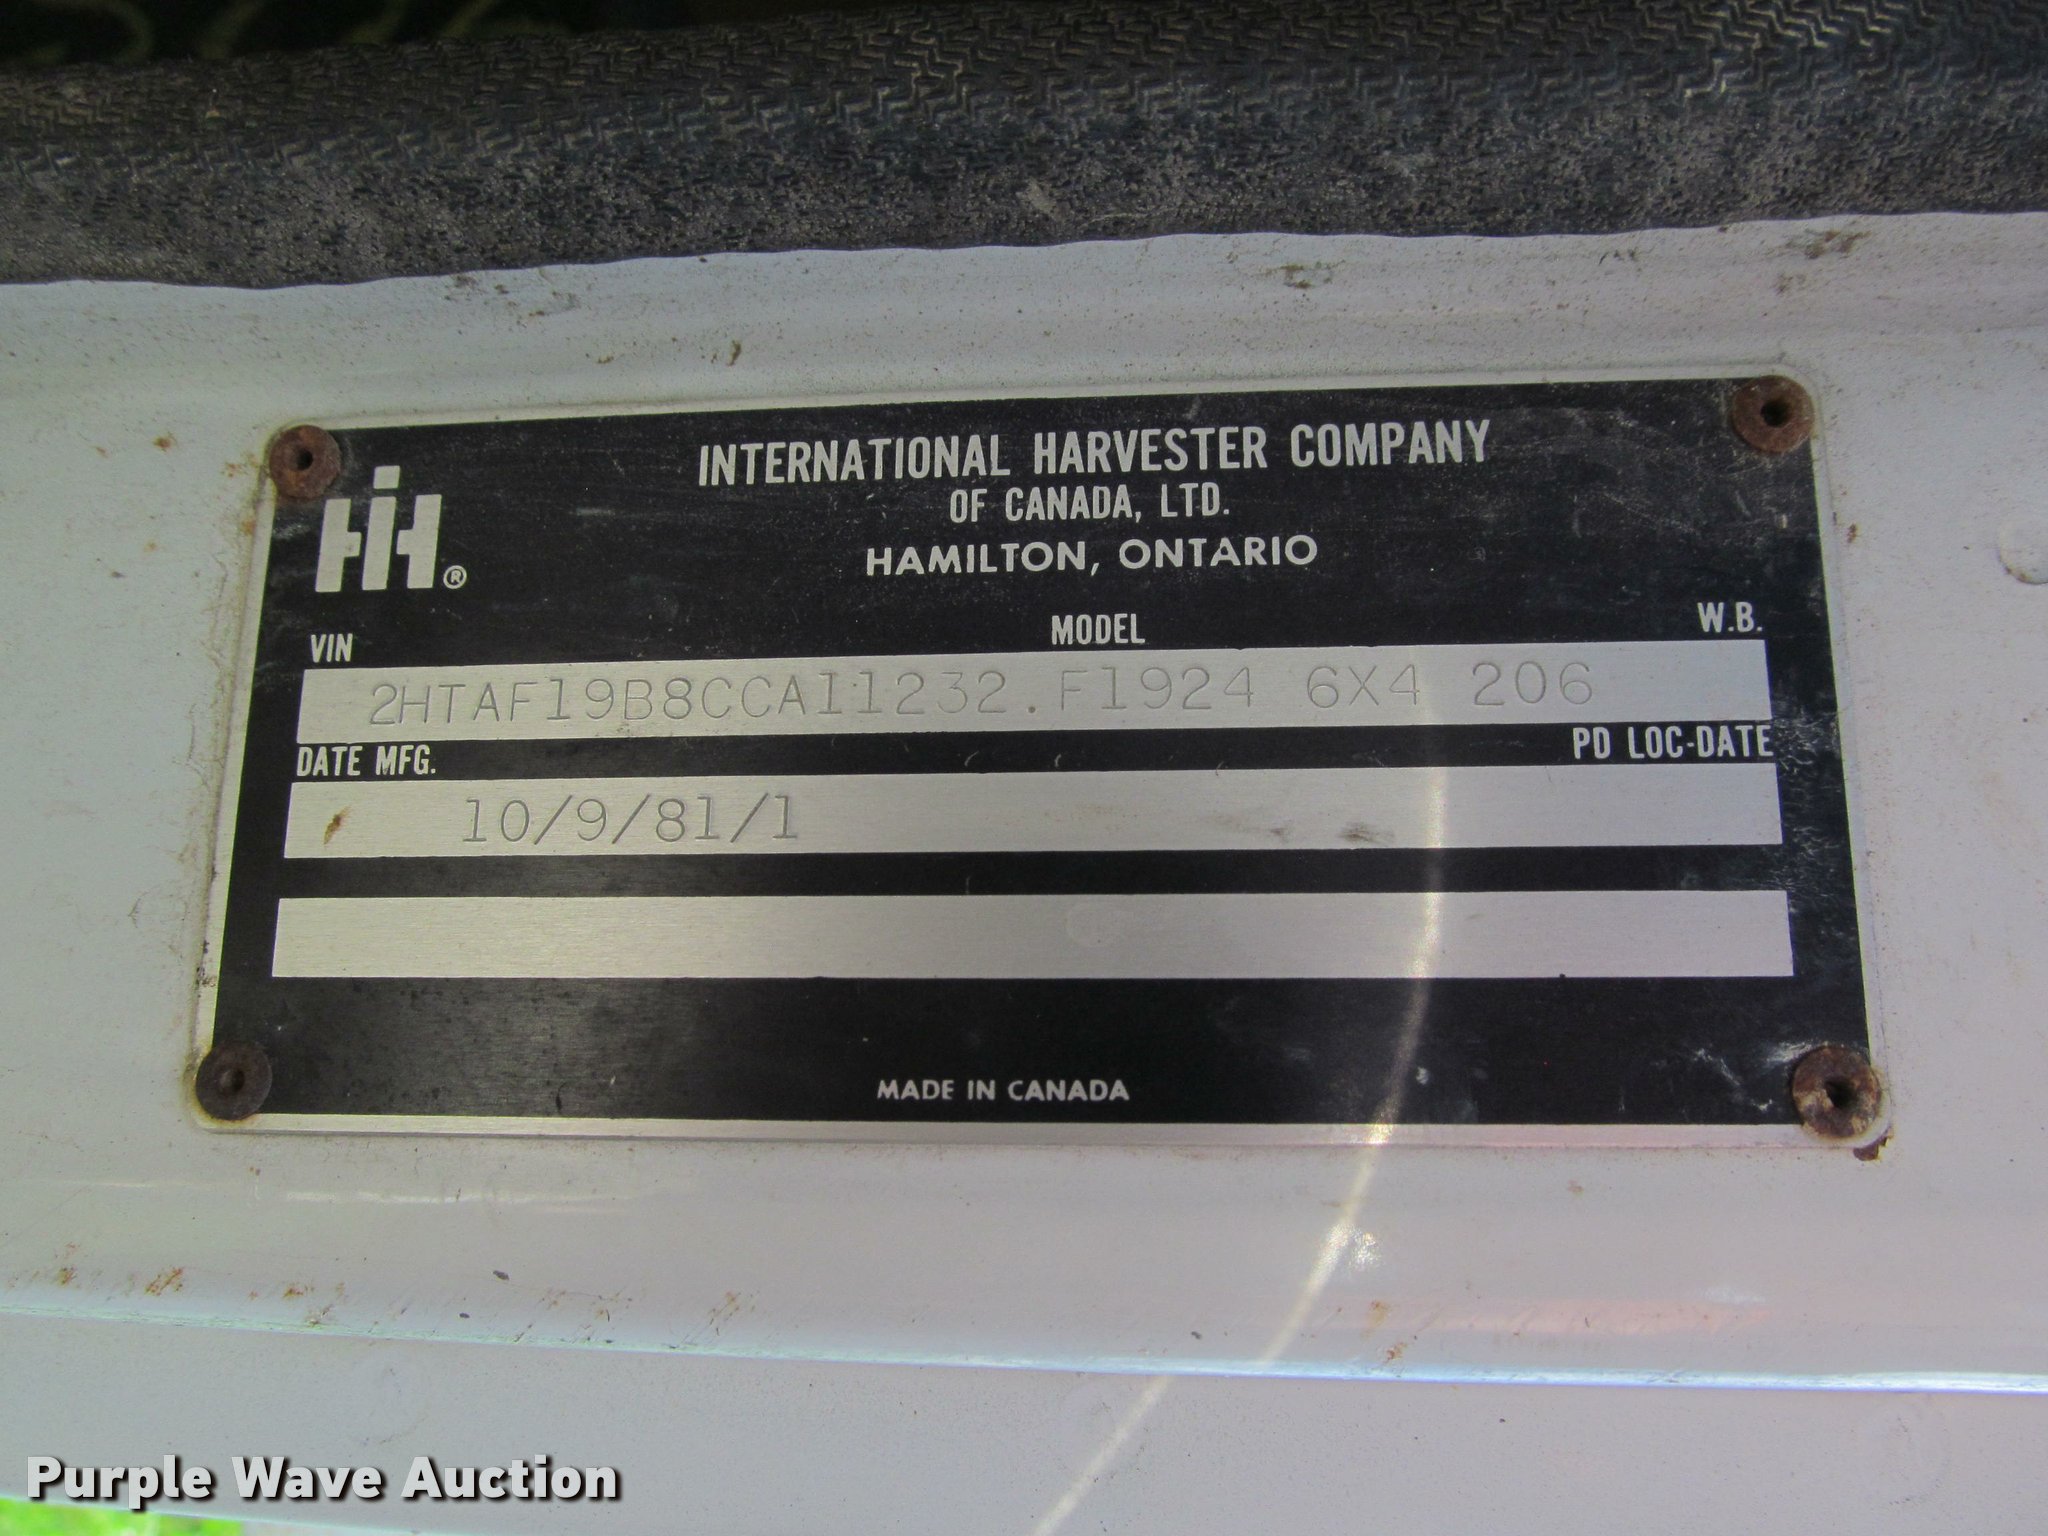 INTERNATIONAL HARVESTER COMPANY
OF CANADA, LTD.
HAMILTON, ONTARIO
IH ®
VIN MODEL W.B.
2HTAF19B8CCA11232.F1924 6X4 206
DATE MFG. PD LOC-DATE
10/9/81/1
MADE IN CANADA
Purple Wave Auction